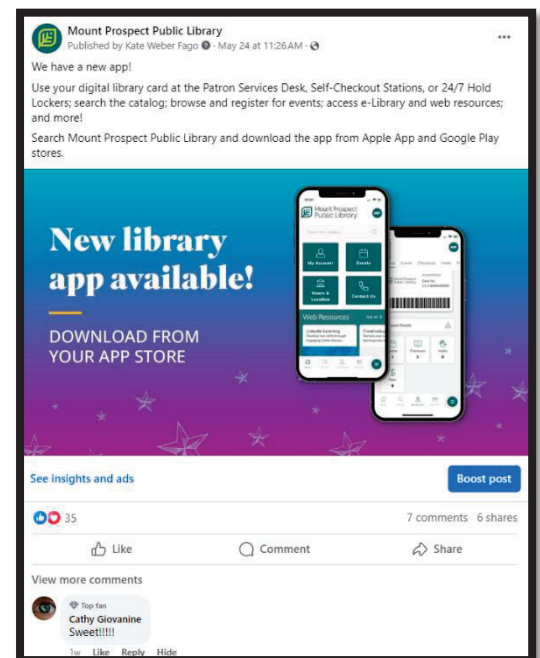 Mount Prospect Public Library
Published by Kate Weber Fago · May 24 at 11:26 AM ·
We have a new app!
Use your digital library card at the Patron Services Desk, Self-Checkout Stations, or 24/7 Hold
Lockers; search the catalog; browse and register for events; access e-Library and web resources;
and more!
Search Mount Prospect Public Library and download the app from Apple App and Google Play
stores.
New library
app available!
DOWNLOAD FROM
YOUR APP STORE
Mount Prospect
Public Library
My Account
Events
Hours &
Location
Contact Us
Web Resources
LinkedIn Learning
See insights and ads
Boost post
35
7 comments 6 shares
Like
Comment
Share
View more comments
Top fan
Cathy Giovanine
Sweet!!!!!
1w Like Reply Hide